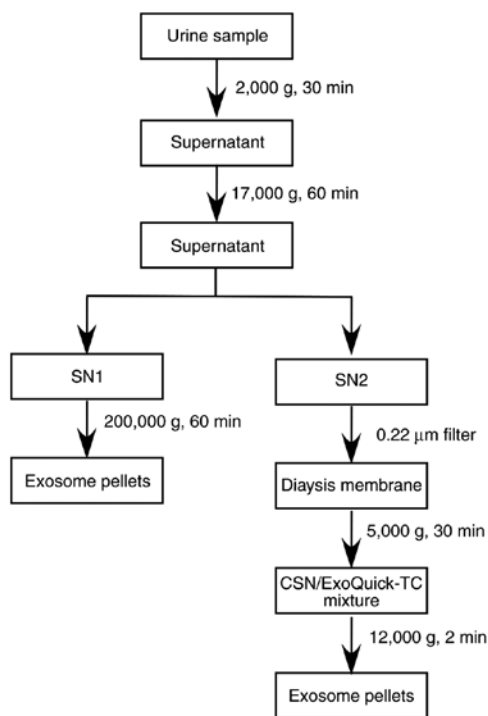 Urine sample
2,000 g, 30 min
Supernatant
17,000 g, 60 min
Supernatant
SN1
200,000 g, 60 min
Exosome pellets
SN2
0.22 μm filter
Diaysis membrane
5,000 g, 30 min
CSN/ExoQuick-TC
mixture
12,000 g, 2 min
Exosome pellets